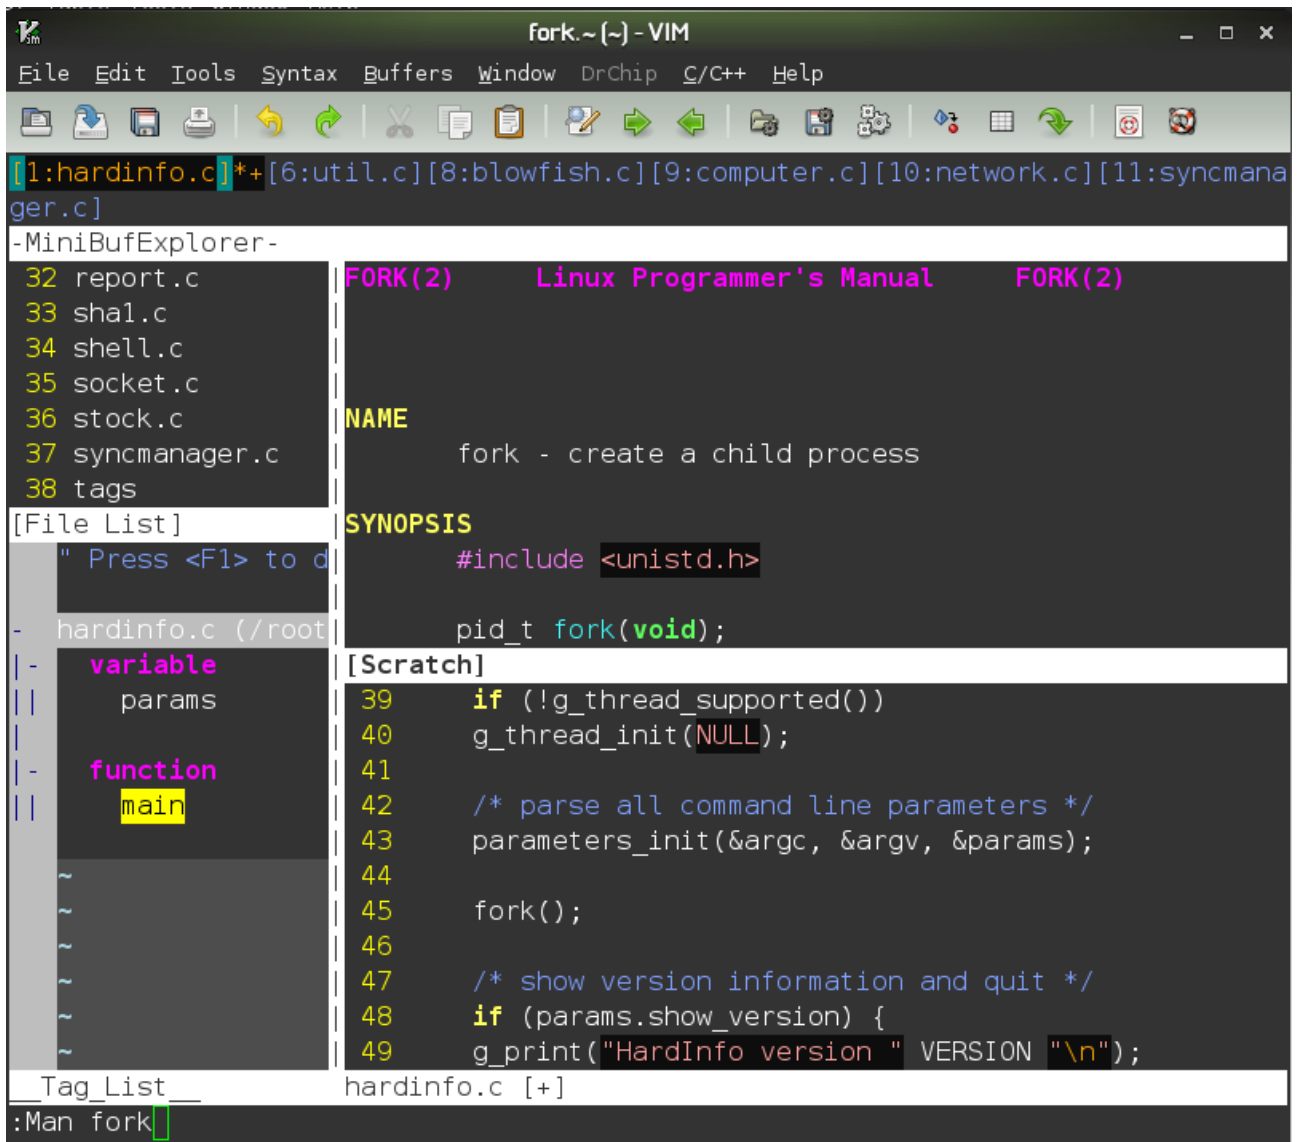 fork.~ (~) - VIM
File Edit Tools Syntax Buffers Window DrChip C/C++ Help
[1:hardinfo.c]*+[6:util.c][8:blowfish.c][9:computer.c][10:network.c][11:syncmana
ger.c]
-MiniBufExplorer-
32 report.c
33 sha1.c
34 shell.c
35 socket.c
36 stock.c
37 syncmanager.c
38 tags
[File List]
" Press <F1> to d
- hardinfo.c (/root
|- variable
|| params
|
|- function
|| main
~
~
~
~
~
~
__Tag_List__
FORK(2) Linux Programmer's Manual FORK(2)
NAME
fork - create a child process
SYNOPSIS
#include <unistd.h>
pid_t fork(void);
[Scratch]
39 if (!g_thread_supported())
40 g_thread_init(NULL);
41
42 /* parse all command line parameters */
43 parameters_init(&argc, &argv, &params);
44
45 fork();
46
47 /* show version information and quit */
48 if (params.show_version) {
49 g_print("HardInfo version " VERSION "\n");
hardinfo.c [+]
:Man fork